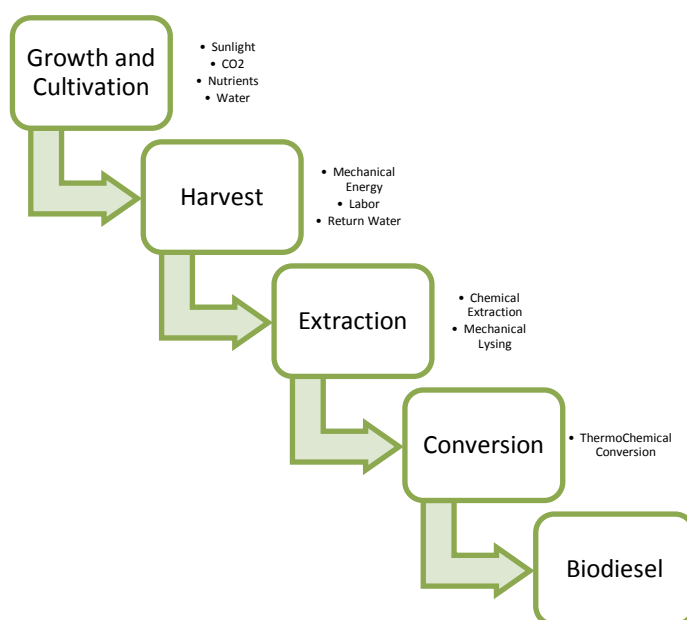 Growth and
Cultivation
• Sunlight
• CO2
• Nutrients
• Water
Harvest
• Mechanical
Energy
• Labor
• Return Water
Extraction
• Chemical
Extraction
• Mechanical
Lysing
Conversion
• ThermoChemical
Conversion
Biodiesel